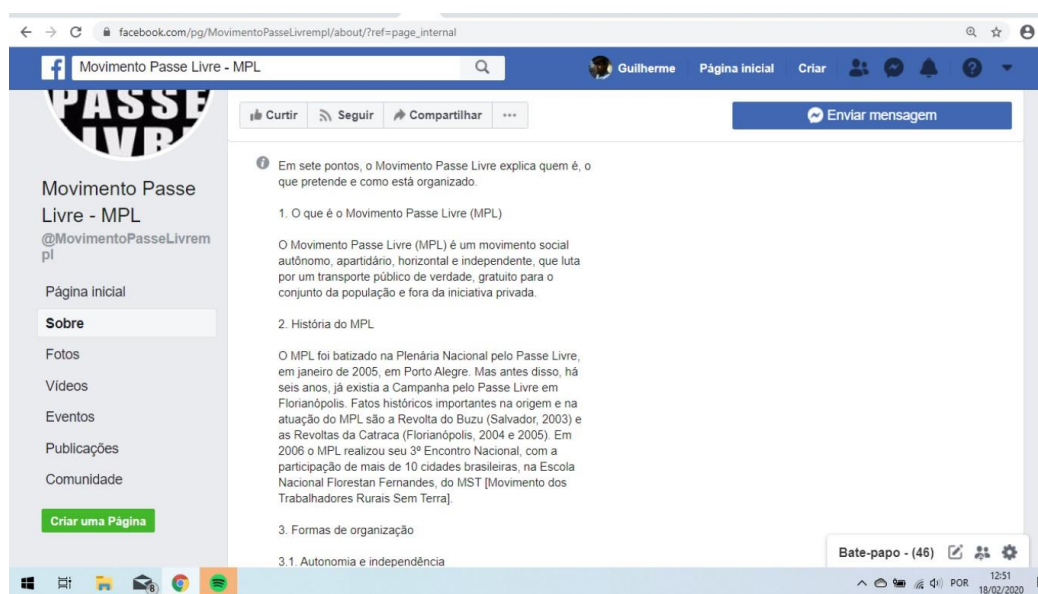 facebook.com/pg/MovimentoPasseLivrempl/about/?ref=page_internal
Movimento Passe Livre - MPL
Guilherme
Página inicial
Criar
PASSE
LIVRE
Curtir
Seguir
Compartilhar
Enviar mensagem
Movimento Passe
Livre - MPL
@MovimentoPasseLivrem
pl
Página inicial
Sobre
Fotos
Vídeos
Eventos
Publicações
Comunidade
Criar uma Página
Em sete pontos, o Movimento Passe Livre explica quem é, o
que pretende e como está organizado.
1. O que é o Movimento Passe Livre (MPL)
O Movimento Passe Livre (MPL) é um movimento social
autônomo, apartidário, horizontal e independente, que luta
por um transporte público de verdade, gratuito para o
conjunto da população e fora da iniciativa privada.
2. História do MPL
O MPL foi batizado na Plenária Nacional pelo Passe Livre,
em janeiro de 2005, em Porto Alegre. Mas antes disso, há
seis anos, já existia a Campanha pelo Passe Livre em
Florianópolis. Fatos históricos importantes na origem e na
atuação do MPL são a Revolta do Buzu (Salvador, 2003) e
as Revoltas da Catraca (Florianópolis, 2004 e 2005). Em
2006 o MPL realizou seu 3º Encontro Nacional, com a
participação de mais de 10 cidades brasileiras, na Escola
Nacional Florestan Fernandes, do MST [Movimento dos
Trabalhadores Rurais Sem Terra].
3. Formas de organização
3.1. Autonomia e independência
Bate-papo - (46)
8
POR
12:51
18/02/2020